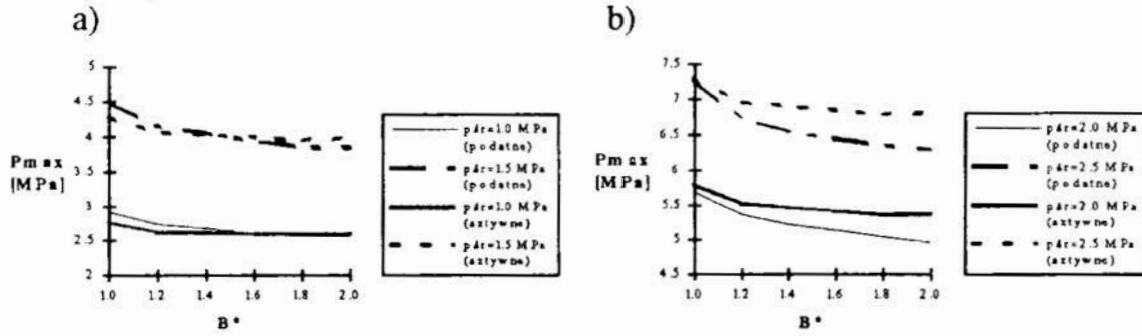 a)
5
4.5
4
3.5
3
2.5
2
Pmax
[MPa]
1.0 1.2 1.4 1.6 1.8 2.0
B*
pśr=1.0 MPa
(podatne)
pśr=1.5 MPa
(podatne)
pśr=1.0 MPa
(aztywne)
pśr=1.5 MPa
(aztywne)
b)
7.5
7
6.5
6
5.5
5
4.5
Pmax
[MPa]
1.0 1.2 1.4 1.6 1.8 2.0
B*
pśr=2.0 MPa
(podatne)
pśr=2.5 MPa
(podatne)
pśr=2.0 MPa
(aztywne)
pśr=2.5 MPa
(aztywne)